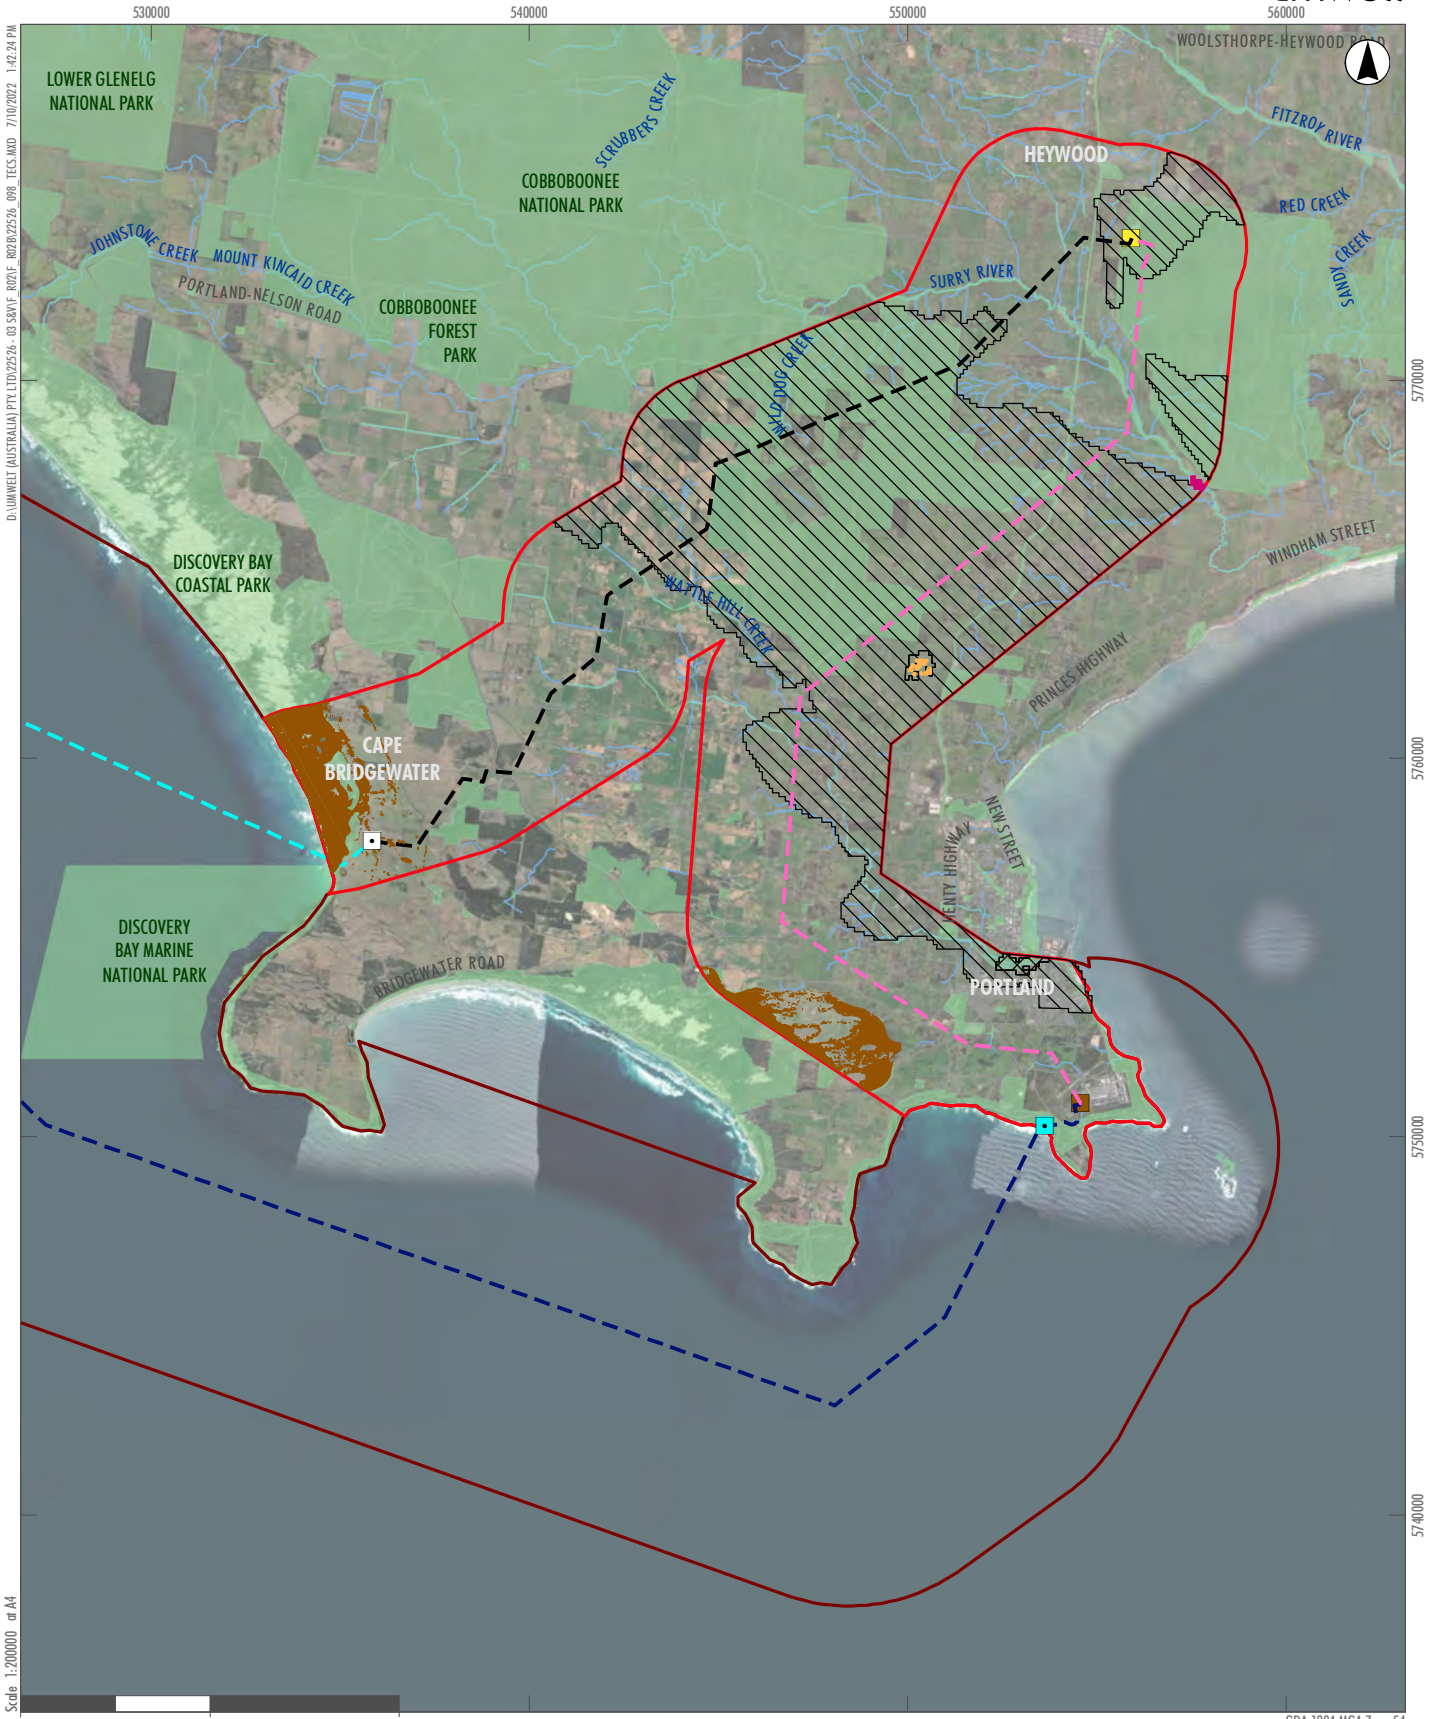 530000
540000
550000
560000
WOOLSTHORPE-HEYWOOD ROAD
D:\UMWELT (AUSTRALIA) PTY. LTD\22526 - 03 S&V\F_R02\F_R02B\22526_098_TECS.MXD 7/10/2022 1:42:24 PM
LOWER GLENELG
NATIONAL PARK
SCRUBBERS CREEK
FITZROY RIVER
HEYWOOD
COBBOBOONEE
NATIONAL PARK
RED CREEK
JOHNSTONE CREEK
MOUNT KINCAID CREEK
PORTLAND-NELSON ROAD
SANDY CREEK
SURRY RIVER
COBBOBOONEE
FOREST
PARK
WILD DOG CREEK
5770000
DISCOVERY BAY
COASTAL PARK
WINDHAM STREET
WATTLE HILL CREEK
PRINCES HIGHWAY
CAPE
BRIDGEWATER
5760000
NEW STREET
HENTY HIGHWAY
DISCOVERY
BAY MARINE
NATIONAL PARK
BRIDGEWATER ROAD
PORTLAND
5750000
5740000
Scale 1:200000 at A4